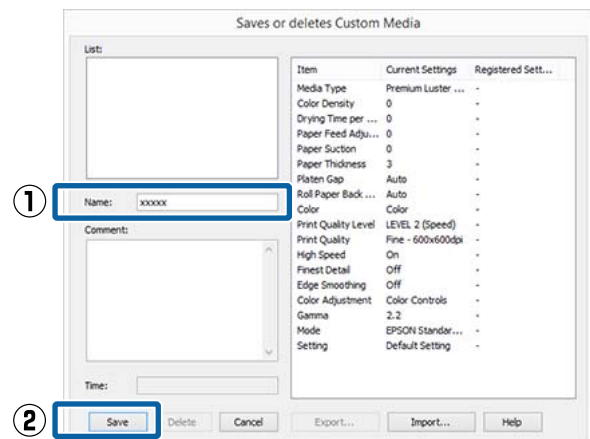 Saves or deletes Custom Media
List:
Item Current Settings Registered Sett...
Media Type Premium Luster ... -
Color Density 0 -
Drying Time per ... 0 -
Paper Feed Adju... 0 -
Paper Suction 0 -
Paper Thickness 3 -
Platen Gap Auto -
Roll Paper Back ... Auto -
① Name: xxxxx
Color Color -
Comment:
Print Quality Level LEVEL 2 (Speed) -
Print Quality Fine - 600x600dpi -
High Speed On -
Finest Detail Off -
Edge Smoothing Off -
Color Adjustment Color Controls -
Gamma 2.2 -
Mode EPSON Standar... -
Setting Default Setting -
Time:
② Save Delete Cancel Export... Import... Help